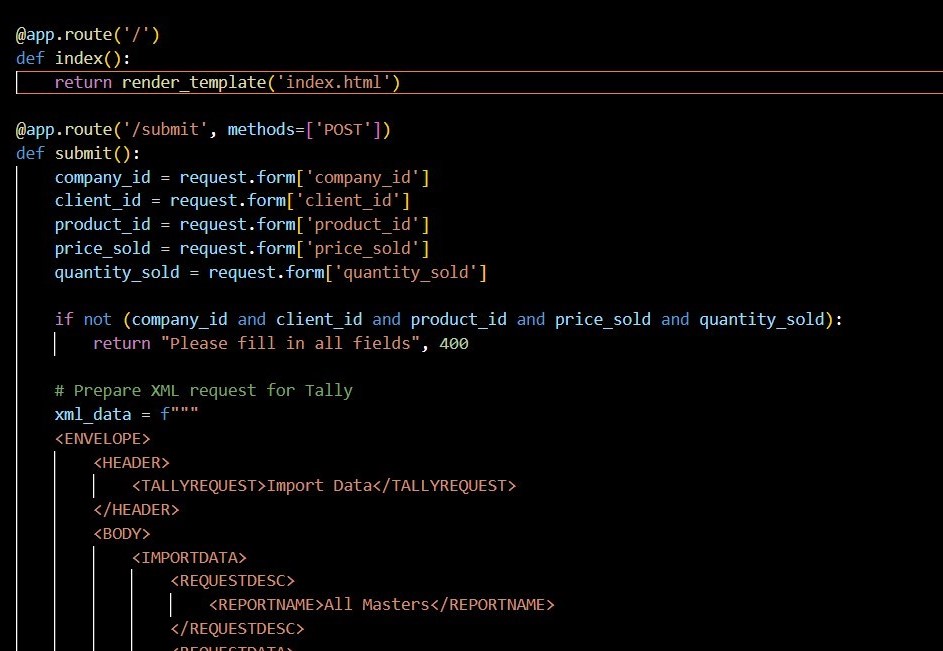 @app.route('/')
def index():
    return render_template('index.html')

@app.route('/submit', methods=['POST'])
def submit():
    company_id = request.form['company_id']
    client_id = request.form['client_id']
    product_id = request.form['product_id']
    price_sold = request.form['price_sold']
    quantity_sold = request.form['quantity_sold']

    if not (company_id and client_id and product_id and price_sold and quantity_sold):
        return "Please fill in all fields", 400

    # Prepare XML request for Tally
    xml_data = f"""
    <ENVELOPE>
        <HEADER>
            <TALLYREQUEST>Import Data</TALLYREQUEST>
        </HEADER>
        <BODY>
            <IMPORTDATA>
                <REQUESTDESC>
                    <REPORTNAME>All Masters</REPORTNAME>
                </REQUESTDESC>
                <REQUESTDATA>